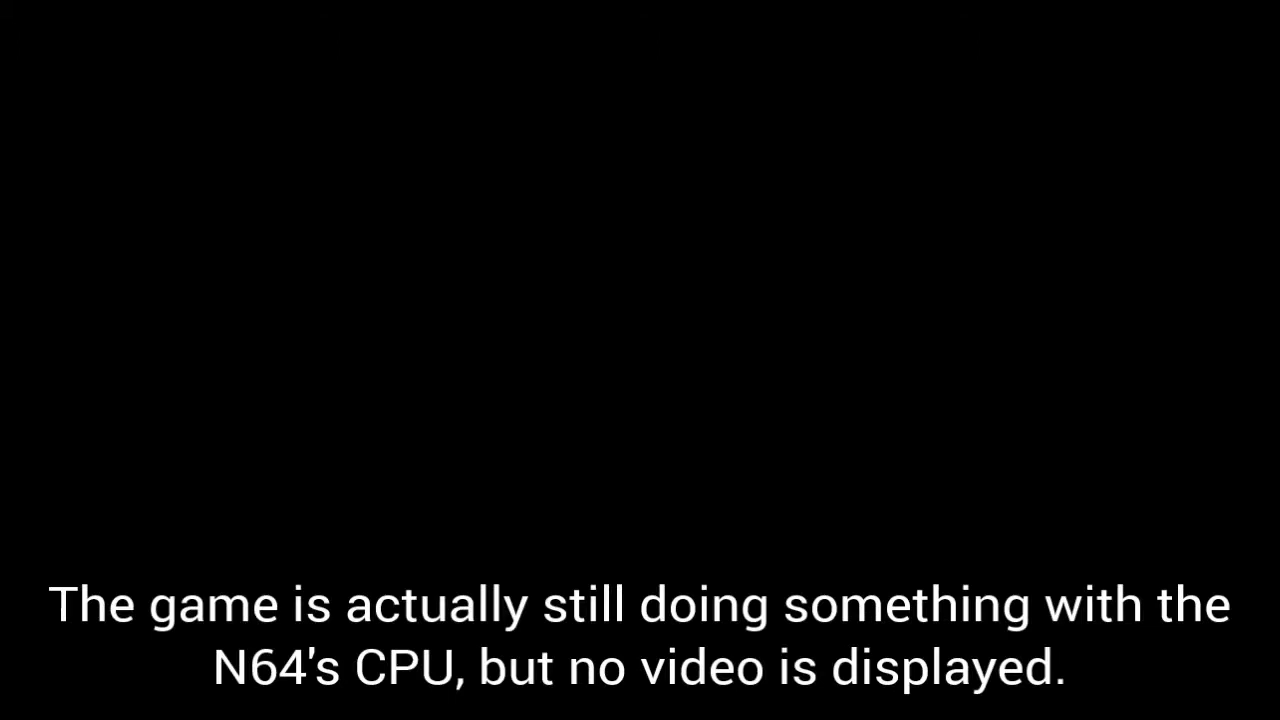 The game is actually still doing something with the
N64's CPU, but no video is displayed.